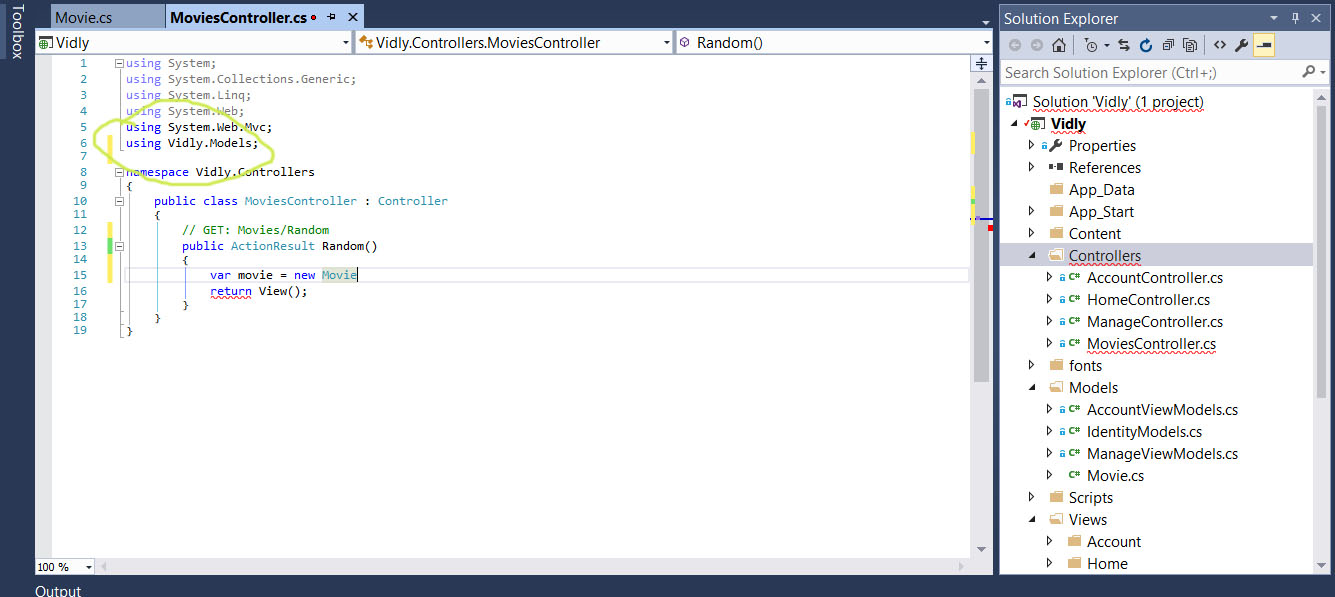 Toolbox
Movie.cs
MoviesController.cs
Vidly
Vidly.Controllers.MoviesController
Random()
1 using System;
2 using System.Collections.Generic;
3 using System.Linq;
4 using System.Web;
5 using System.Web.Mvc;
6 using Vidly.Models;
7
8 namespace Vidly.Controllers
9 {
10 public class MoviesController : Controller
11 {
12 // GET: Movies/Random
13 public ActionResult Random()
14 {
15 var movie = new Movie
16 return View();
17 }
18 }
19 }
100 %
Output
Solution Explorer
Search Solution Explorer (Ctrl+;)
Solution 'Vidly' (1 project)
Vidly
Properties
References
App_Data
App_Start
Content
Controllers
C# AccountController.cs
C# HomeController.cs
C# ManageController.cs
C# MoviesController.cs
fonts
Models
C# AccountViewModels.cs
C# IdentityModels.cs
C# ManageViewModels.cs
C# Movie.cs
Scripts
Views
Account
Home